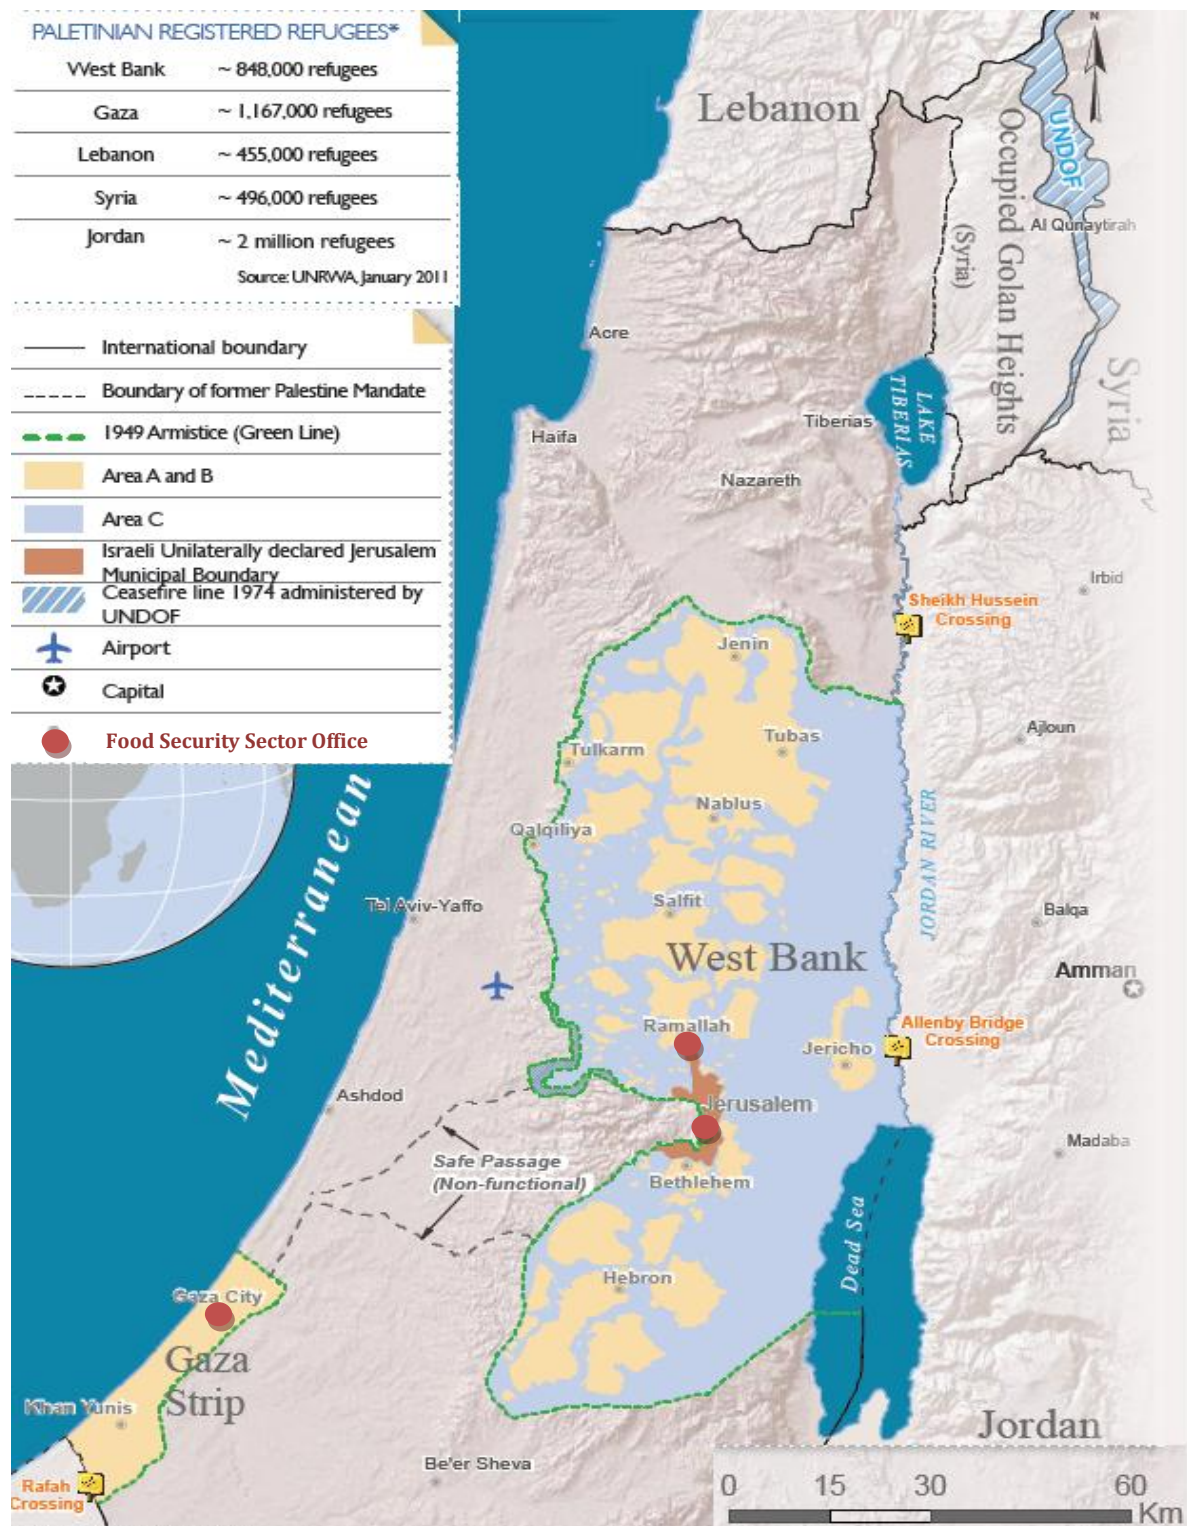 PALETINIAN REGISTERED REFUGEES*
West Bank ~ 848,000 refugees
Gaza ~ 1,167,000 refugees
Lebanon ~ 455,000 refugees
Syria ~ 496,000 refugees
Jordan ~ 2 million refugees
Source: UNRWA, January 2011
International boundary
Boundary of former Palestine Mandate
1949 Armistice (Green Line)
Area A and B
Area C
Israeli Unilaterally declared Jerusalem
Municipal Boundary
Ceasefire line 1974 administered by
UNDOF
Airport
Capital
Food Security Sector Office
N
Lebanon
UNDOF
Occupied Golan Heights
(Syria)
Al Qunaytirah
Syria
Acre
LAKE
TIBERIAS
Tiberias
Haifa
Nazareth
Irbid
Sheikh Hussein
Crossing
Jenin
Ajloun
Tubas
Tulkarm
Nablus
Qalqiliya
JORDAN RIVER
Mediterranean
Tel Aviv-Yaffo
Salfit
Balqa
West Bank
Amman
Ramallah
Allenby Bridge
Crossing
Jericho
Ashdod
Jerusalem
Madaba
Safe Passage
(Non-functional)
Bethlehem
Dead Sea
Hebron
Gaza City
Gaza
Strip
Khan Yunis
Jordan
Be'er Sheva
Rafah
Crossing
0 15 30 60
Km